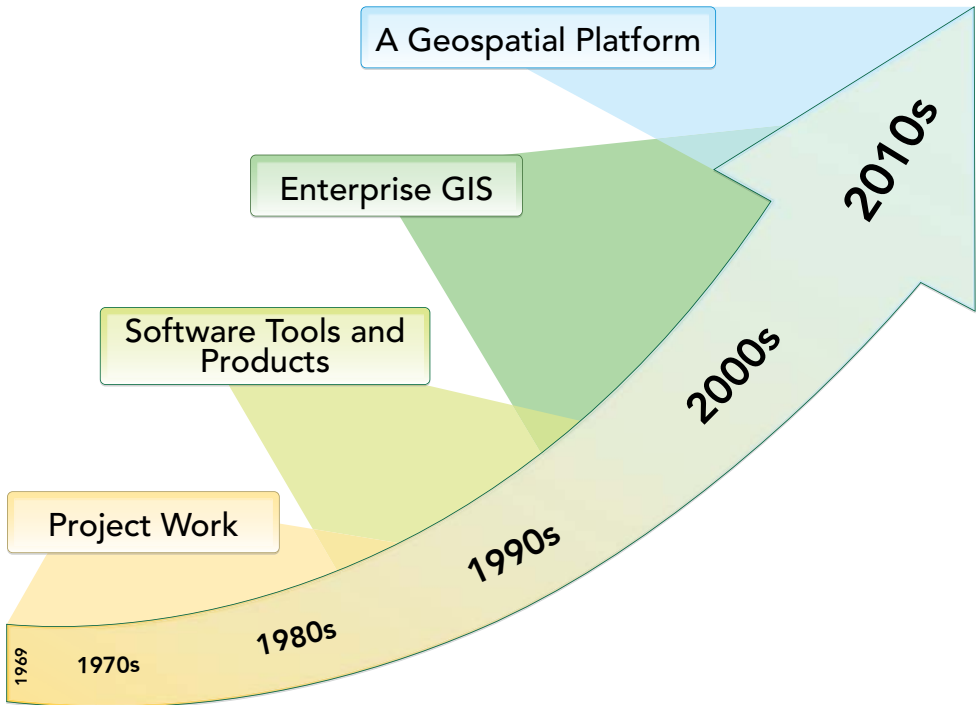 A Geospatial Platform
Enterprise GIS
Software Tools and
Products
Project Work
1969
1970s
1980s
1990s
2000s
2010s